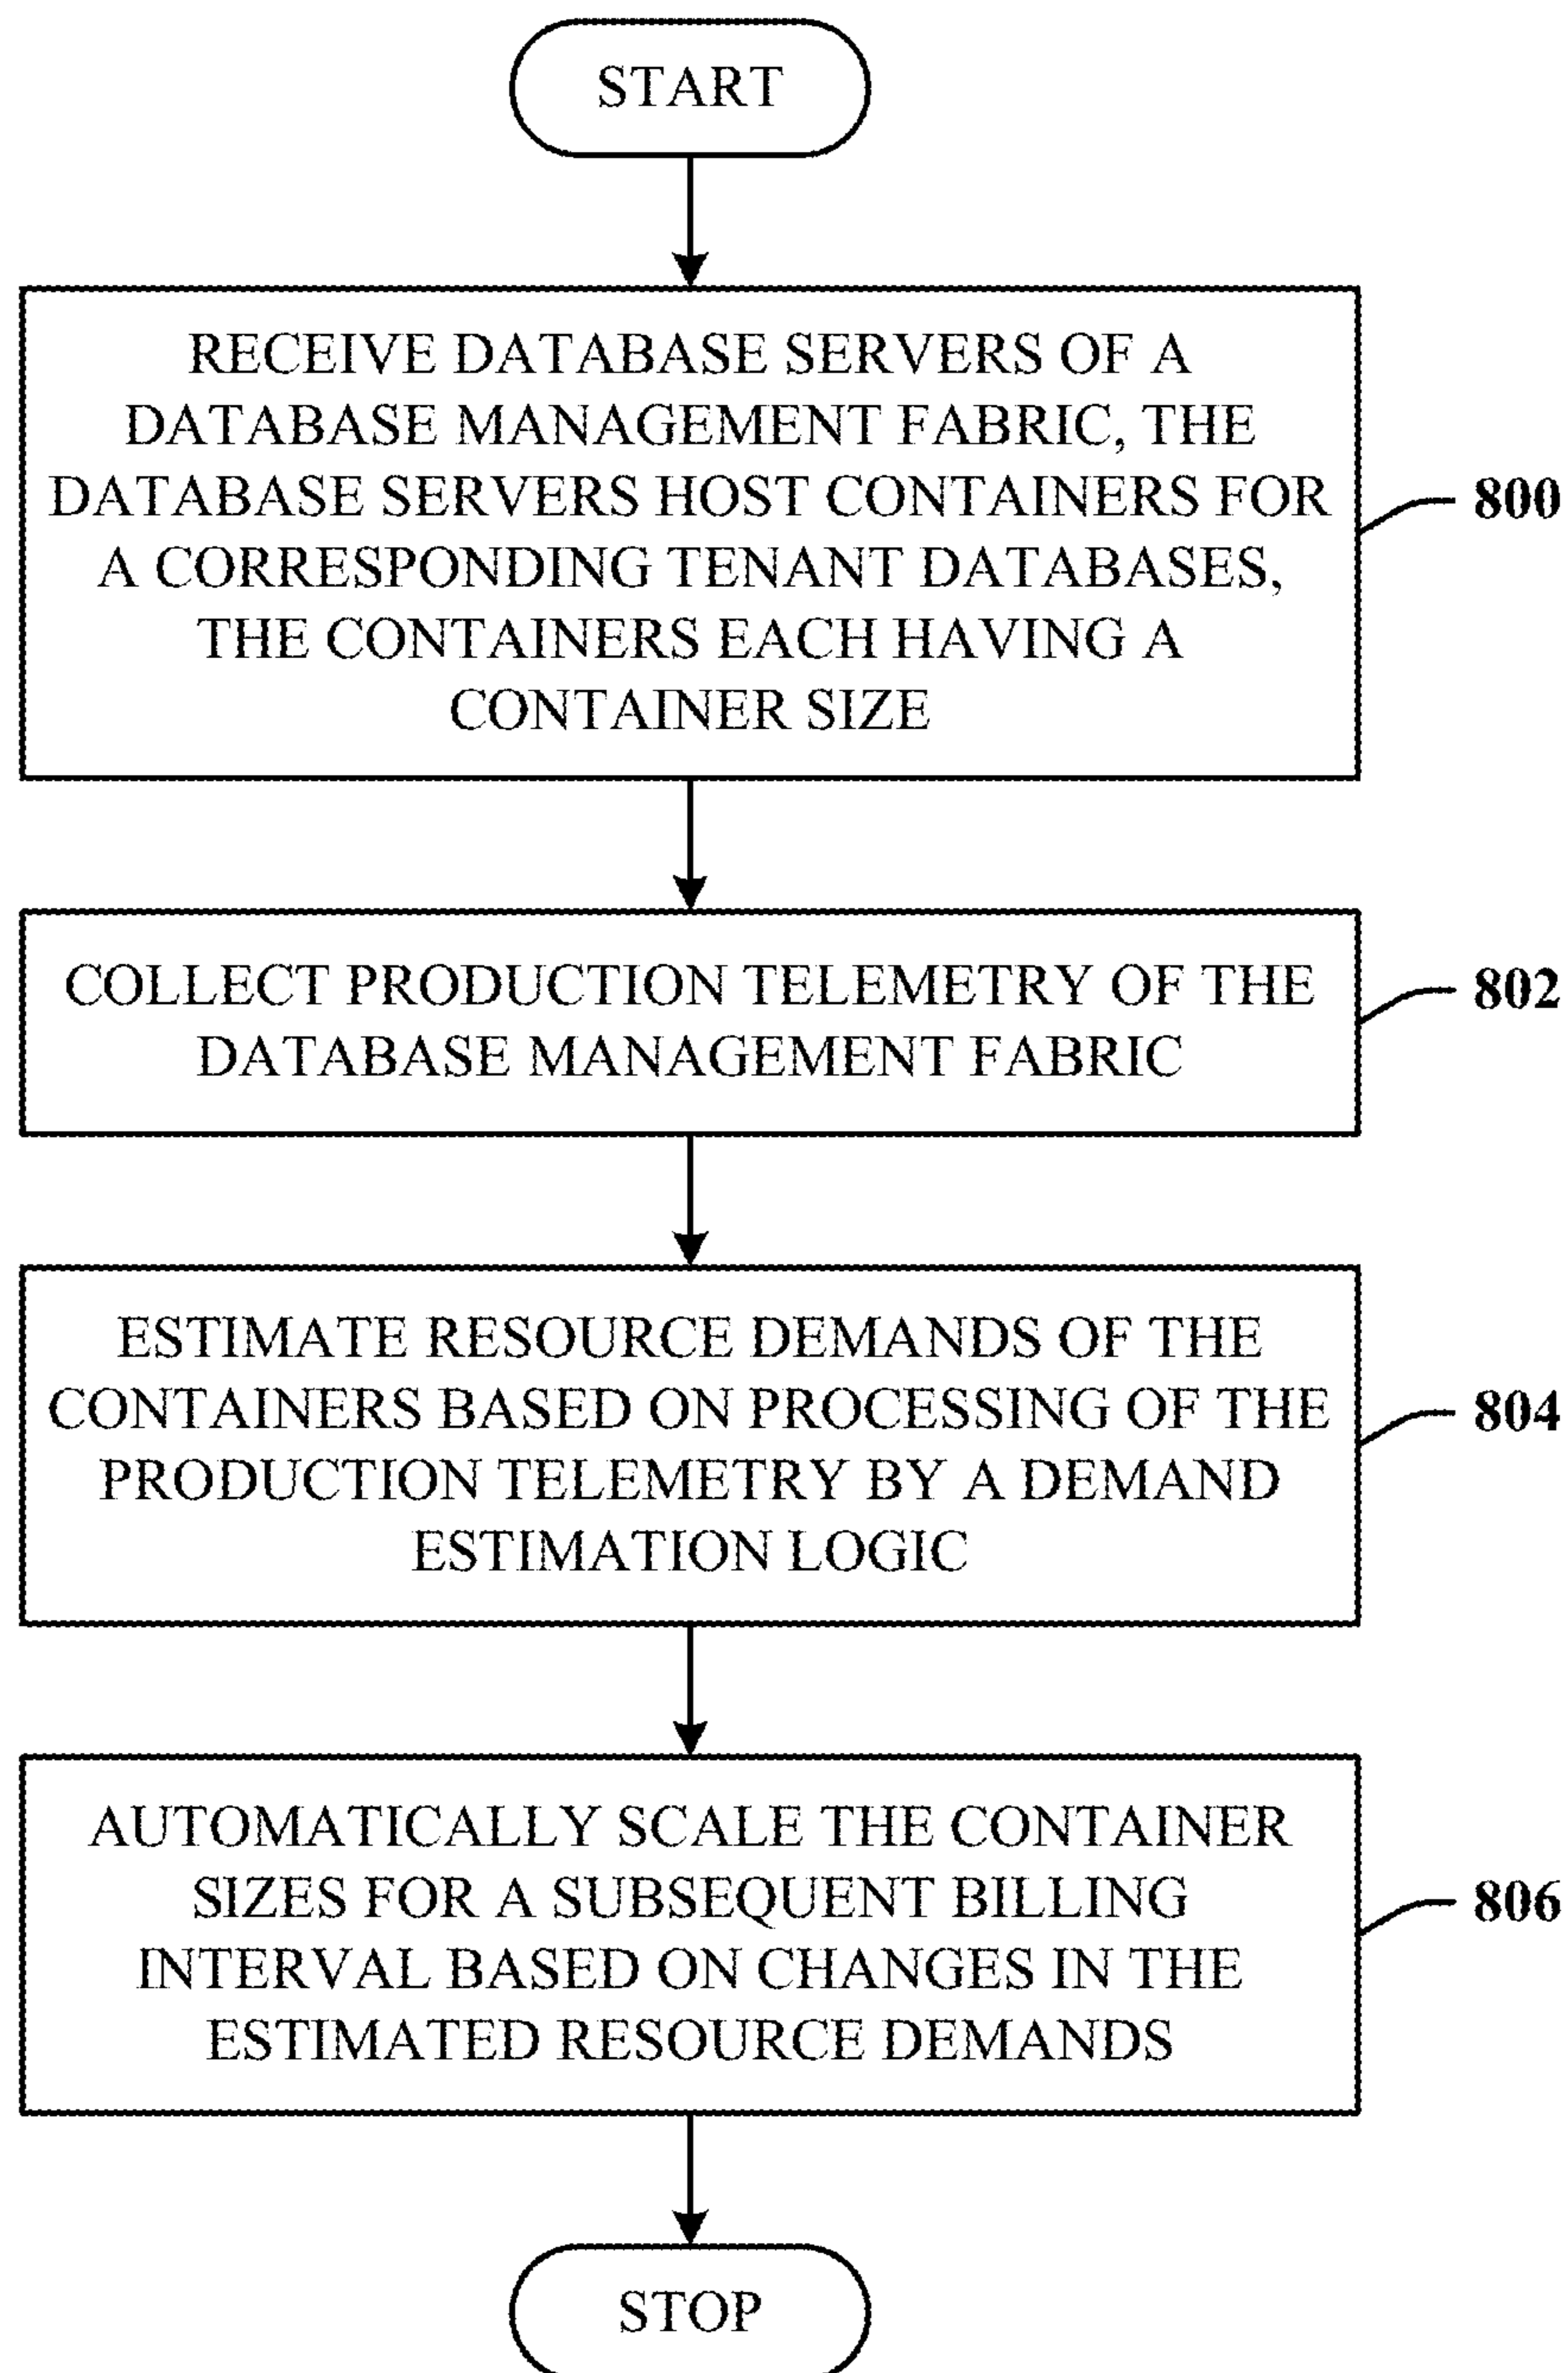 START
RECEIVE DATABASE SERVERS OF A
DATABASE MANAGEMENT FABRIC, THE
DATABASE SERVERS HOST CONTAINERS FOR
A CORRESPONDING TENANT DATABASES,
THE CONTAINERS EACH HAVING A
CONTAINER SIZE
800
COLLECT PRODUCTION TELEMETRY OF THE
DATABASE MANAGEMENT FABRIC
802
ESTIMATE RESOURCE DEMANDS OF THE
CONTAINERS BASED ON PROCESSING OF THE
PRODUCTION TELEMETRY BY A DEMAND
ESTIMATION LOGIC
804
AUTOMATICALLY SCALE THE CONTAINER
SIZES FOR A SUBSEQUENT BILLING
INTERVAL BASED ON CHANGES IN THE
ESTIMATED RESOURCE DEMANDS
806
STOP